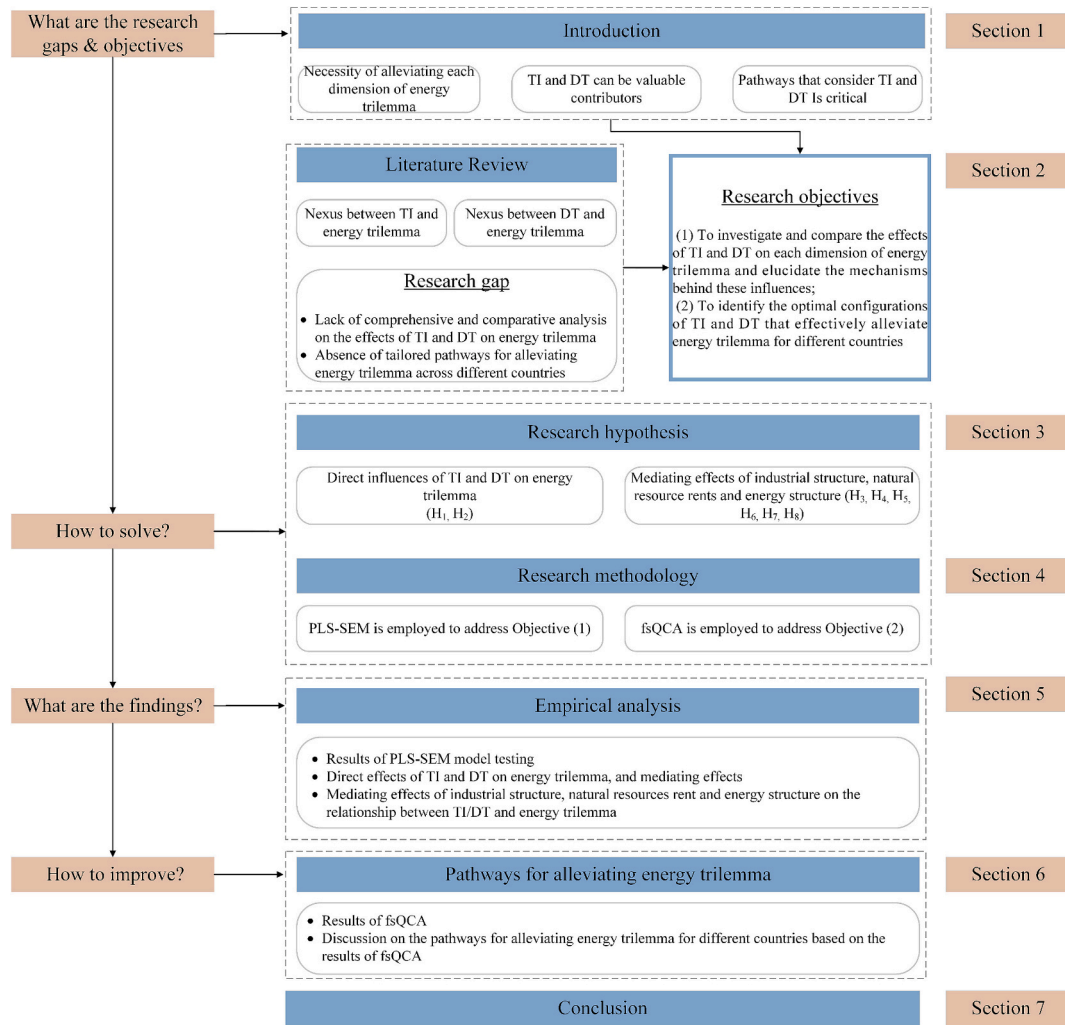 What are the research
gaps & objectives
Introduction
Section 1
Necessity of alleviating each
dimension of energy
trilemma
TI and DT can be valuable
contributors
Pathways that consider TI and
DT Is critical
Literature Review
Section 2
Nexus between TI and
energy trilemma
Nexus between DT and
energy trilemma
Research gap
• Lack of comprehensive and comparative analysis
on the effects of TI and DT on energy trilemma
• Absence of tailored pathways for alleviating
energy trilemma across different countries
Research objectives
(1) To investigate and compare the effects
of TI and DT on each dimension of energy
trilemma and elucidate the mechanisms
behind these influences;
(2) To identify the optimal configurations
of TI and DT that effectively alleviate
energy trilemma for different countries
Research hypothesis
Section 3
Direct influences of TI and DT on energy
trilemma
(H1, H2)
Mediating effects of industrial structure, natural
resource rents and energy structure (H3, H4, H5,
H6, H7, H8)
How to solve?
Research methodology
Section 4
PLS-SEM is employed to address Objective (1)
fsQCA is employed to address Objective (2)
What are the findings?
Empirical analysis
Section 5
• Results of PLS-SEM model testing
• Direct effects of TI and DT on energy trilemma, and mediating effects
• Mediating effects of industrial structure, natural resources rent and energy structure on the
relationship between TI/DT and energy trilemma
How to improve?
Pathways for alleviating energy trilemma
Section 6
• Results of fsQCA
• Discussion on the pathways for alleviating energy trilemma for different countries based on the
results of fsQCA
Conclusion
Section 7